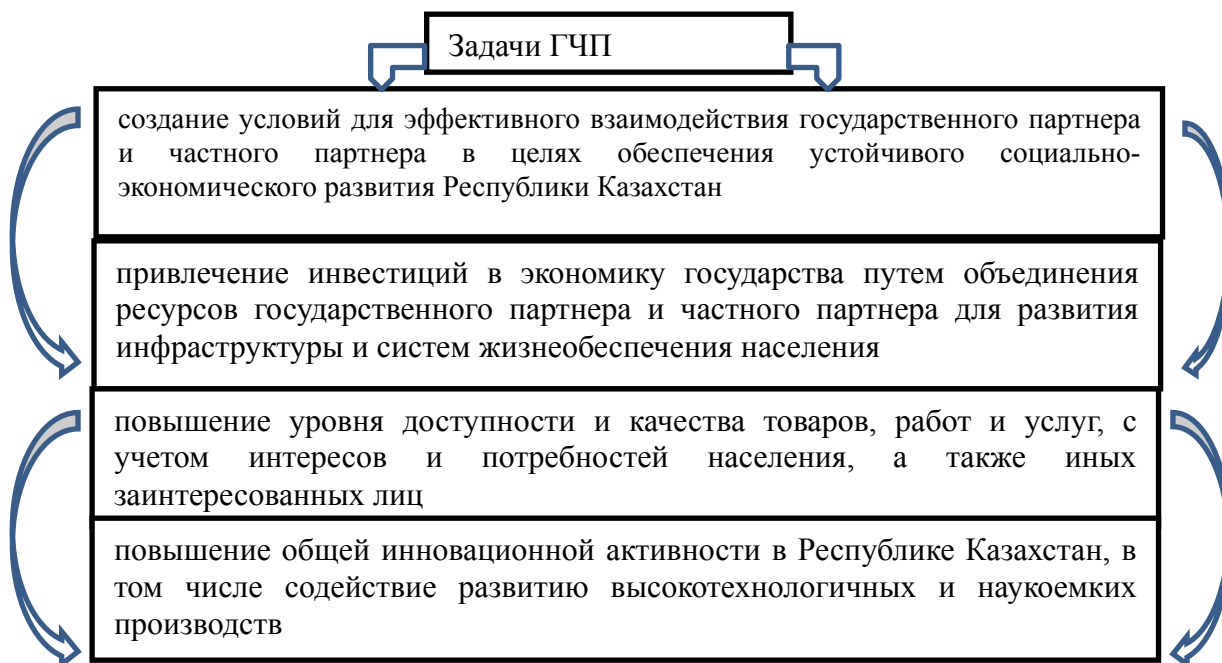 Задачи ГЧП
создание условий для эффективного взаимодействия государственного партнера
и частного партнера в целях обеспечения устойчивого социально-
экономического развития Республики Казахстан
привлечение инвестиций в экономику государства путем объединения
ресурсов государственного партнера и частного партнера для развития
инфраструктуры и систем жизнеобеспечения населения
повышение уровня доступности и качества товаров, работ и услуг, с
учетом интересов и потребностей населения, а также иных
заинтересованных лиц
повышение общей инновационной активности в Республике Казахстан, в
том числе содействие развитию высокотехнологичных и наукоемких
производств